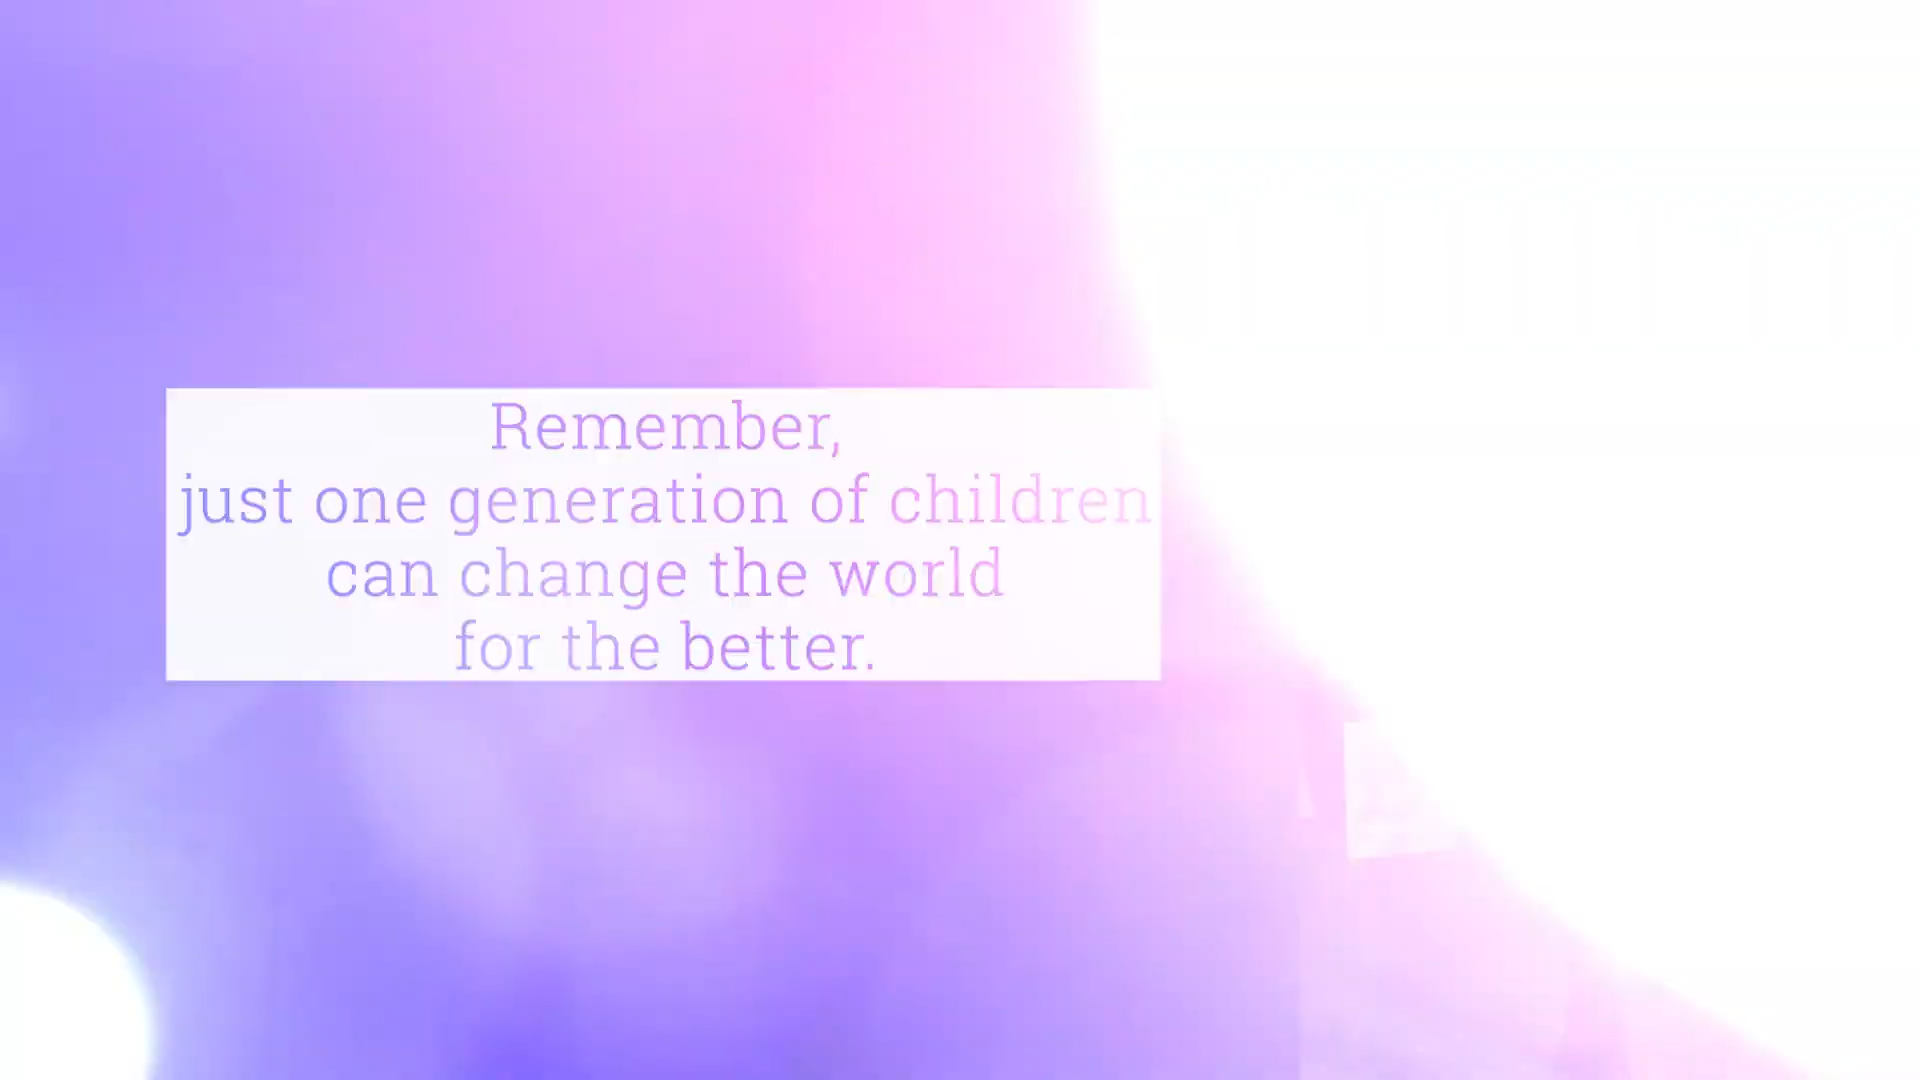 Remember,
just one generation of children
can change the world
for the better.